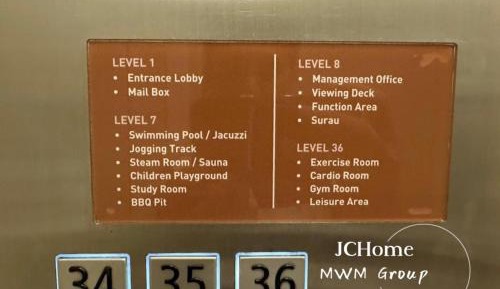 LEVEL 1
• Entrance Lobby
• Mail Box
LEVEL 7
• Swimming Pool / Jacuzzi
• Jogging Track
• Steam Room / Sauna
• Children Playground
• Study Room
• BBQ Pit
LEVEL 8
• Management Office
• Viewing Deck
• Function Area
• Surau
LEVEL 36
• Exercise Room
• Cardio Room
• Gym Room
• Leisure Area
34 35 36
JCHome
MWM Group